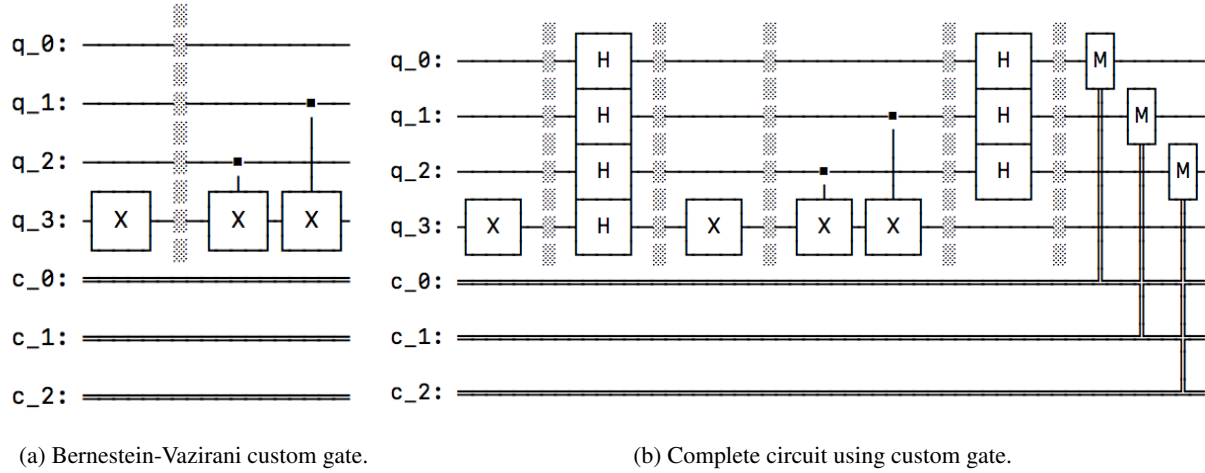 q_0:
q_1:
q_2:
q_3: X X X
c_0:
c_1:
c_2:
(a) Bernestein-Vazirani custom gate.
q_0: H H M
q_1: H H M
q_2: H H M
q_3: X H X X X
c_0:
c_1:
c_2:
(b) Complete circuit using custom gate.